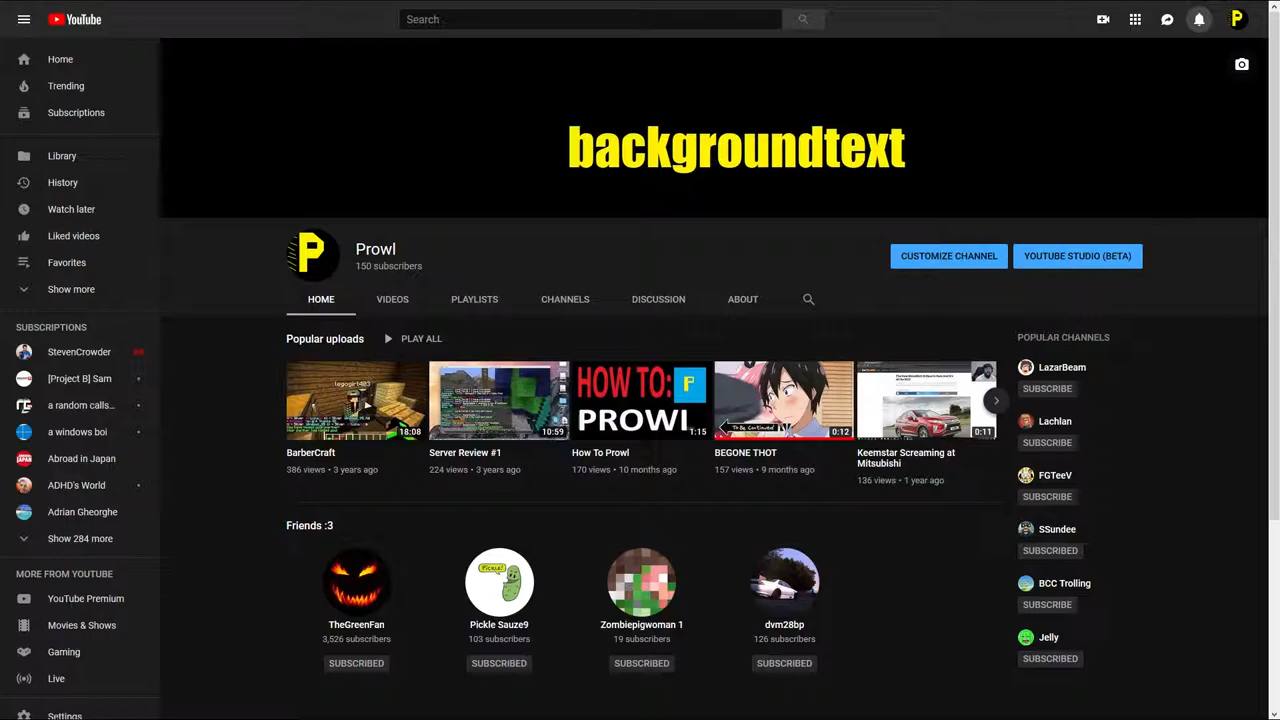 YouTube
Search
Home
Trending
Subscriptions
Library
History
Watch later
Liked videos
Favorites
Show more
SUBSCRIPTIONS
StevenCrowder
[Project B] Sam
a random calls...
a windows boi
Abroad in Japan
ADHD's World
Adrian Gheorghe
Show 284 more
MORE FROM YOUTUBE
YouTube Premium
Movies & Shows
Gaming
Live
Settings
backgroundtext
P
Prowl
150 subscribers
CUSTOMIZE CHANNEL
YOUTUBE STUDIO (BETA)
HOME VIDEOS PLAYLISTS CHANNELS DISCUSSION ABOUT
Popular uploads PLAY ALL
18:08
BarberCraft
386 views • 3 years ago
10:59
Server Review #1
224 views • 3 years ago
HOW TO:
PROWL
1:15
How To Prowl
170 views • 10 months ago
To Be Continued
0:12
BEGONE THOT
157 views • 9 months ago
0:11
Keemstar Screaming at
Mitsubishi
136 views • 1 year ago
Friends :3
TheGreenFan
3,526 subscribers
SUBSCRIBED
Pickle!
Pickle Sauze9
103 subscribers
SUBSCRIBED
Zombiepigwoman 1
19 subscribers
SUBSCRIBED
dvm28bp
126 subscribers
SUBSCRIBED
POPULAR CHANNELS
LazarBeam
SUBSCRIBE
Lachlan
SUBSCRIBE
FGTeeV
SUBSCRIBE
SSundee
SUBSCRIBED
BCC Trolling
SUBSCRIBE
Jelly
SUBSCRIBED